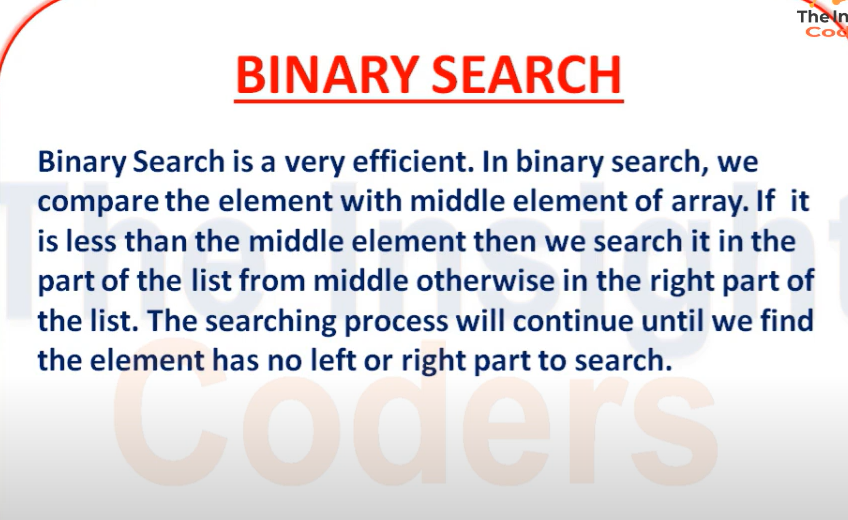 The In
Cod
BINARY SEARCH
Binary Search is a very efficient. In binary search, we
compare the element with middle element of array. If it
is less than the middle element then we search it in the
part of the list from middle otherwise in the right part of
the list. The searching process will continue until we find
the element has no left or right part to search.
The Insight
Coders